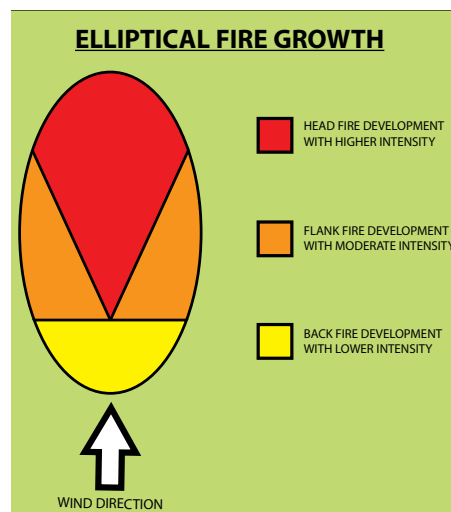 ELLIPTICAL FIRE GROWTH
HEAD FIRE DEVELOPMENT
WITH HIGHER INTENSITY
FLANK FIRE DEVELOPMENT
WITH MODERATE INTENSITY
BACK FIRE DEVELOPMENT
WITH LOWER INTENSITY
WIND DIRECTION